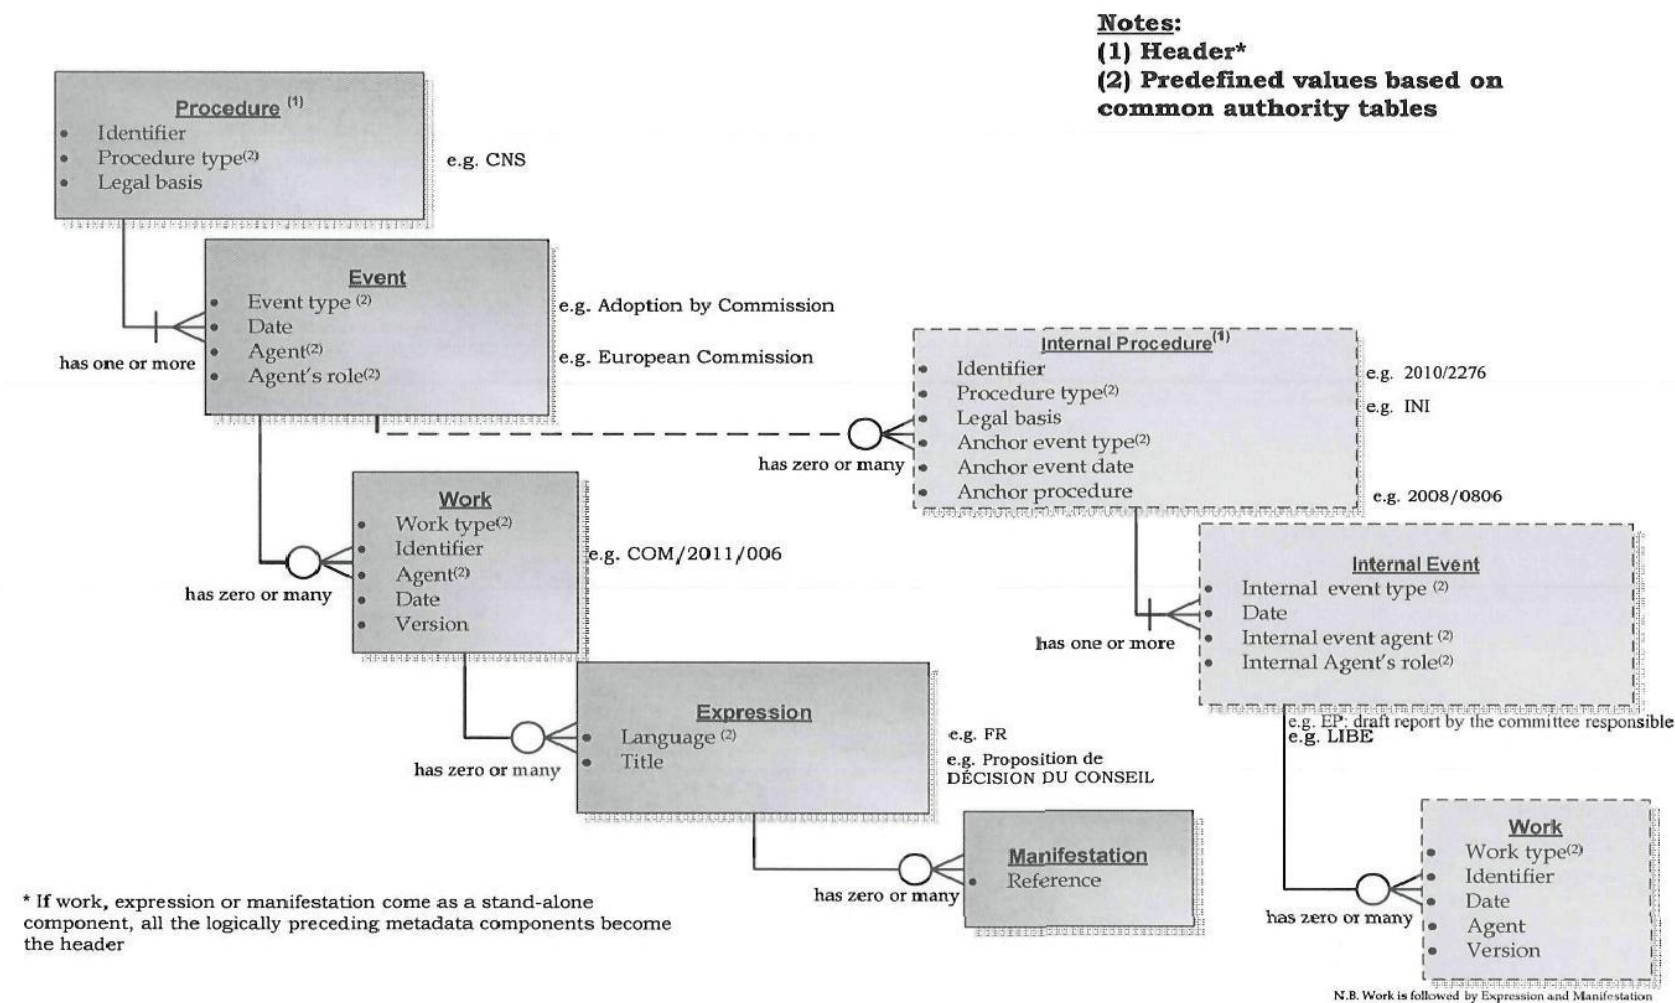 Notes:
(1) Header*
(2) Predefined values based on
common authority tables
Procedure (1)
• Identifier
• Procedure type(2)
• Legal basis
e.g. CNS
has one or more
Event
• Event type (2)
• Date
• Agent(2)
• Agent's role(2)
e.g. Adoption by Commission
e.g. European Commission
has zero or many
Internal Procedure(1)
• Identifier
• Procedure type(2)
• Legal basis
• Anchor event type(2)
• Anchor event date
• Anchor procedure
e.g. 2010/2276
e.g. INI
e.g. 2008/0806
has zero or many
Work
• Work type(2)
• Identifier
• Agent(2)
• Date
• Version
e.g. COM/2011/006
has one or more
Internal Event
• Internal event type (2)
• Date
• Internal event agent (2)
• Internal Agent's role(2)
e.g. EP: draft report by the committee responsible
e.g. LIBE
has zero or many
Expression
• Language (2)
• Title
e.g. FR
e.g. Proposition de
DÉCISION DU CONSEIL
has zero or many
Manifestation
• Reference
has zero or many
Work
• Work type(2)
• Identifier
• Date
• Agent
• Version
N.B. Work is followed by Expression and Manifestation
* If work, expression or manifestation come as a stand-alone
component, all the logically preceding metadata components become
the header